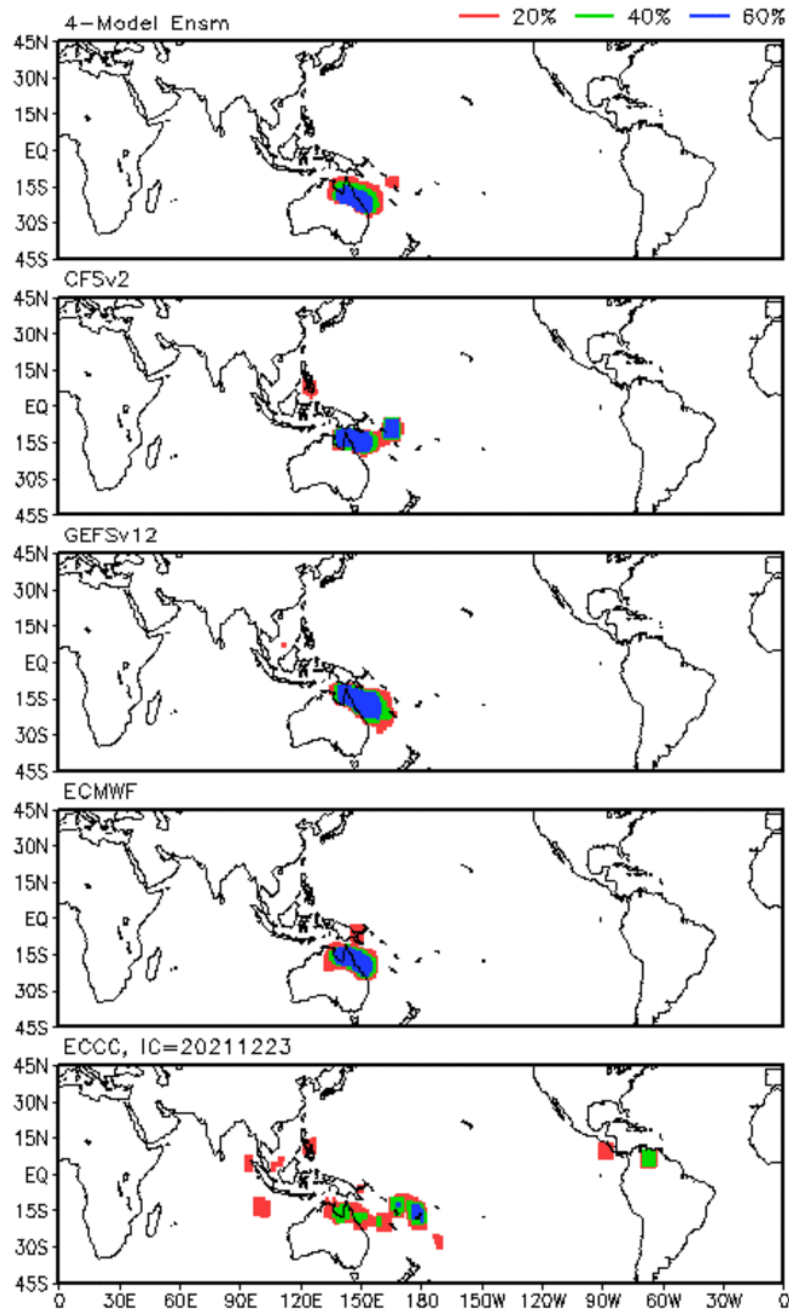 4-Model Ensm 20% 40% 60%
45N
30N
15N
EQ
15S
30S
45S
CFSv2
45N
30N
15N
EQ
15S
30S
45S
GEFSv12
45N
30N
15N
EQ
15S
30S
45S
ECMWF
45N
30N
15N
EQ
15S
30S
45S
ECCC, IC=20211223
45N
30N
15N
EQ
15S
30S
45S
0 30E 60E 90E 120E 150E 180 150W 120W 90W 60W 30W 0